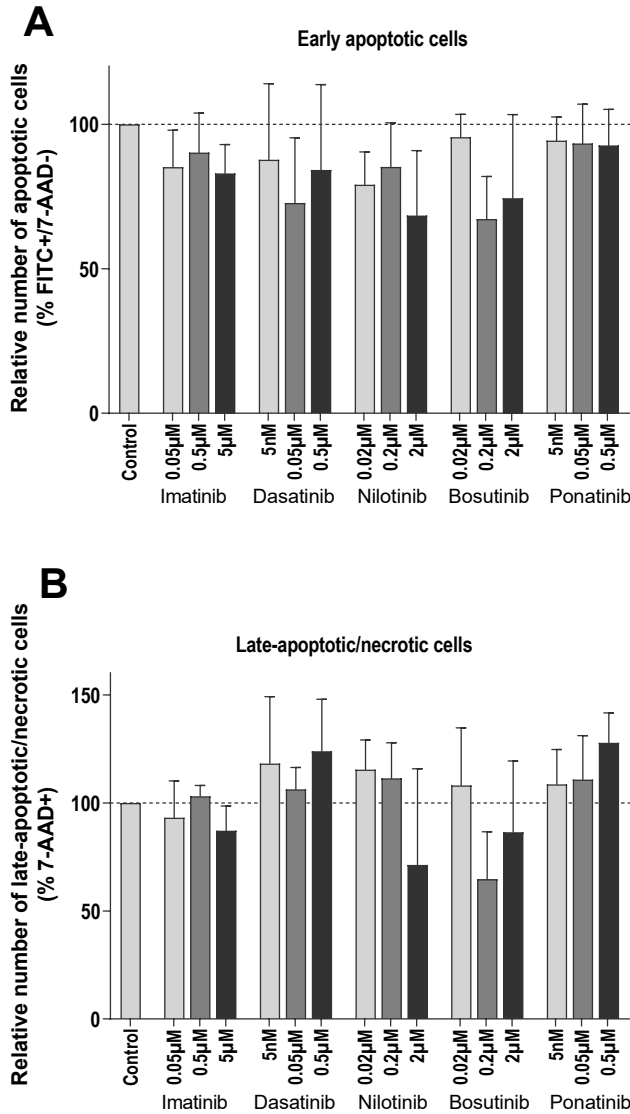 A
Early apoptotic cells
Relative number of apoptotic cells
(% FITC+/7-AAD-)
100
50
0
Control
0.05µM
0.5µM
5µM
5nM
0.05µM
0.5µM
0.02µM
0.2µM
2µM
0.02µM
0.2µM
2µM
5nM
0.05µM
0.5µM
Imatinib Dasatinib Nilotinib Bosutinib Ponatinib
B
Late-apoptotic/necrotic cells
Relative number of late-apoptotic/necrotic cells
(% 7-AAD+)
150
100
50
0
Control
0.05µM
0.5µM
5µM
5nM
0.05µM
0.5µM
0.02µM
0.2µM
2µM
0.02µM
0.2µM
2µM
5nM
0.05µM
0.5µM
Imatinib Dasatinib Nilotinib Bosutinib Ponatinib